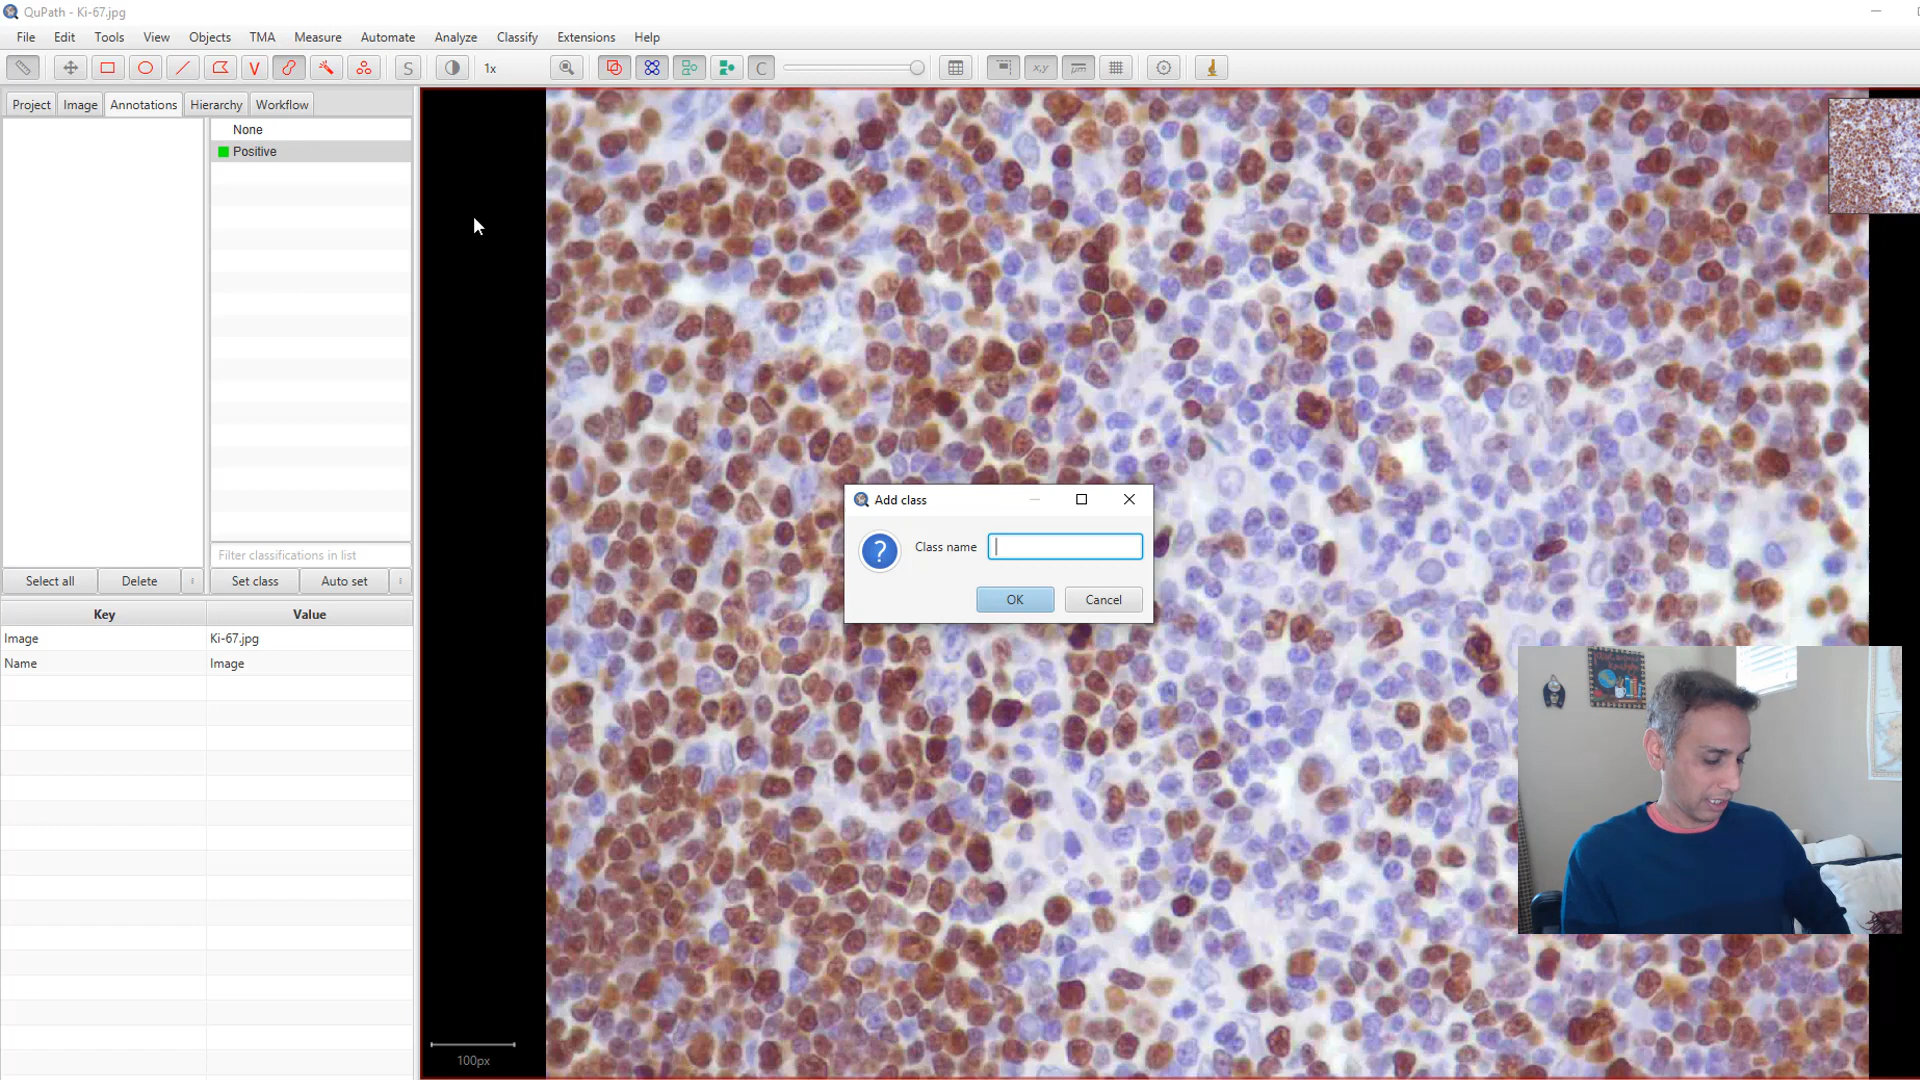 QuPath - Ki-67.jpg
File Edit Tools View Objects TMA Measure Automate Analyze Classify Extensions Help
V S 1x C x,y μm
Project Image Annotations Hierarchy Workflow
None
Positive
Add class
? Class name
OK Cancel
Filter classifications in list
Select all Delete Set class Auto set
Key Value
Image Ki-67.jpg
Name Image
100px